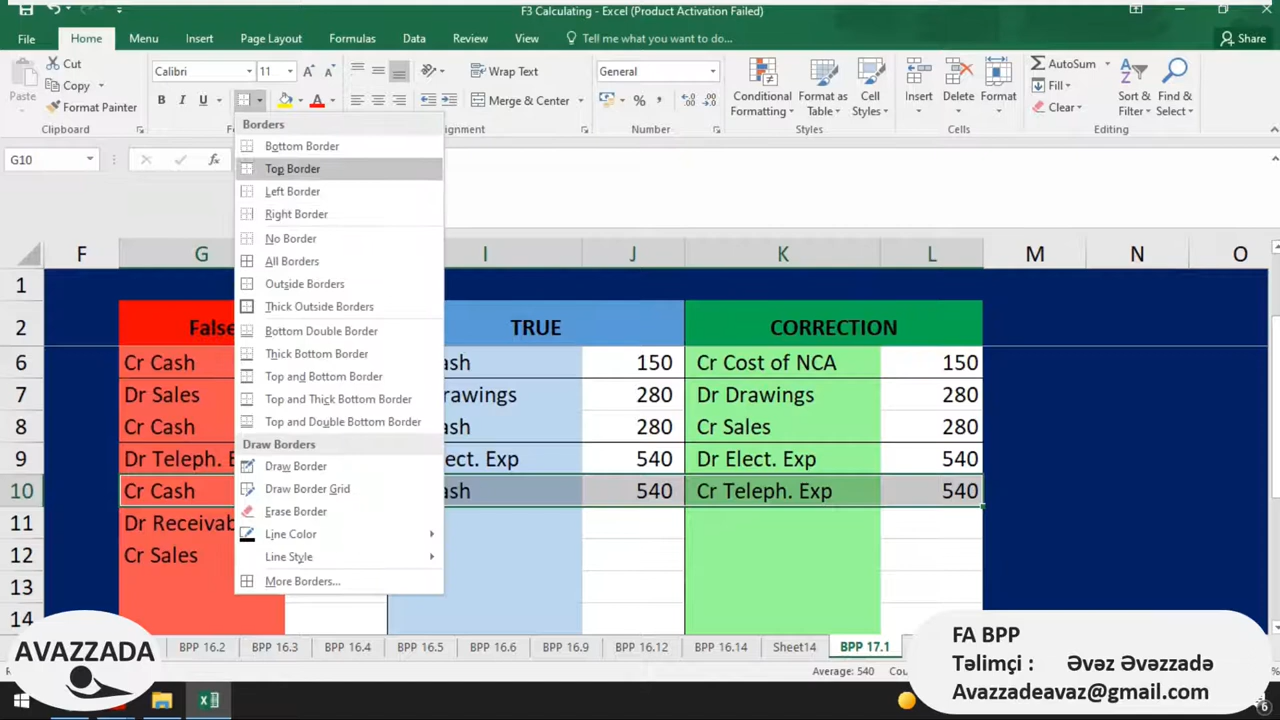 F3 Calculating - Excel (Product Activation Failed)
File Home Menu Insert Page Layout Formulas Data Review View Tell me what you want to do... Share
Cut
Copy
Format Painter
Paste
Clipboard
Calibri 11
B I U
Wrap Text
Merge & Center
General
% ,
Number
Conditional Formatting
Format as Table
Cell Styles
Styles
Insert
Delete
Format
Cells
AutoSum
Fill
Clear
Sort & Filter
Find & Select
Editing
G10
fx
Borders
Bottom Border
Top Border
Left Border
Right Border
No Border
All Borders
Outside Borders
Thick Outside Borders
Bottom Double Border
Thick Bottom Border
Top and Bottom Border
Top and Thick Bottom Border
Top and Double Bottom Border
Draw Borders
Draw Border
Draw Border Grid
Erase Border
Line Color
Line Style
More Borders...
F G I J K L M N O
1
2 False TRUE CORRECTION
6 Cr Cash 150 Cr Cost of NCA 150
7 Dr Sales 280 Dr Drawings 280
8 Cr Cash 280 Cr Sales 280
9 Dr Teleph. 540 Dr Elect. Exp 540
10 Cr Cash 540 Cr Teleph. Exp 540
11 Dr Receivab
12 Cr Sales
13
14
BPP 16.2 BPP 16.3 BPP 16.4 BPP 16.5 BPP 16.6 BPP 16.9 BPP 16.12 BPP 16.14 Sheet14 BPP 17.1
Average: 540
AVAZZADA
FA BPP
Təlimçi : Əvəz Əvəzzadə
Avazzadeavaz@gmail.com